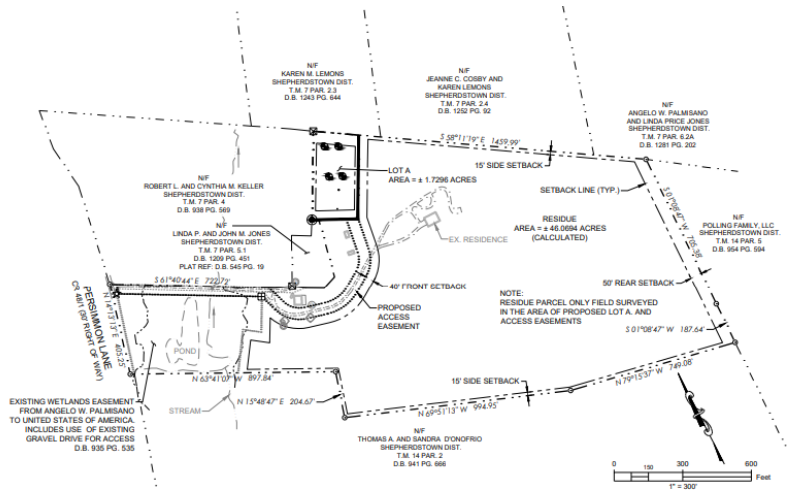 N/F
KAREN M. LEMONS
SHEPHERDSTOWN DIST.
T.M. 7 PAR. 2.3
D.B. 1243 PG. 644
N/F
JEANNE C. COSBY AND
KAREN LEMONS
SHEPHERDSTOWN DIST.
T.M. 7 PAR. 2.4
D.B. 1252 PG. 92
N/F
ANGELO W. PALMISANO
AND LINDA PRICE JONES
SHEPHERDSTOWN DIST.
T.M. 7 PAR. 6.2A
D.B. 1281 PG. 202
S 58°11'19" E 1459.99'
15' SIDE SETBACK
LOT A
AREA = ± 1.7296 ACRES
SETBACK LINE (TYP.)
N/F
ROBERT L. AND CYNTHIA M. KELLER
SHEPHERDSTOWN DIST.
T.M. 7 PAR. 4
D.B. 938 PG. 569
S 01°08'47" W 705.38'
RESIDUE
AREA = ± 46.0694 ACRES
(CALCULATED)
N/F
POLLING FAMILY, LLC
SHEPHERDSTOWN DIST.
T.M. 14 PAR. 5
D.B. 954 PG. 594
N/F
LINDA P. AND JOHN M. JONES
SHEPHERDSTOWN DIST.
T.M. 7 PAR. 5.1
D.B. 1209 PG. 451
PLAT REF: D.B. 545 PG. 19
EX. RESIDENCE
S 61°40'44" E 722.73'
40' FRONT SETBACK
50' REAR SETBACK
PROPOSED
ACCESS
EASEMENT
NOTE:
RESIDUE PARCEL ONLY FIELD SURVEYED
IN THE AREA OF PROPOSED LOT A. AND
ACCESS EASEMENTS
PERSIMMON LANE
CR 48/1 (30' RIGHT OF WAY)
N 14°13'13" E 405.25'
S 01°08'47" W 187.64'
POND
N 63°41'07" W 897.84'
15' SIDE SETBACK
N 79°15'37" W 749.08'
EXISTING WETLANDS EASEMENT
FROM ANGELO W. PALMISANO
TO UNITED STATES OF AMERICA.
INCLUDES USE OF EXISTING
GRAVEL DRIVE FOR ACCESS
D.B. 935 PG. 535
STREAM
N 15°48'47" E 204.67'
N 69°51'13" W 994.95'
N/F
THOMAS A. AND SANDRA D'ONOFRIO
SHEPHERDSTOWN DIST.
T.M. 14 PAR. 2
D.B. 941 PG. 666
0 150 300 600
Feet
1" = 300'